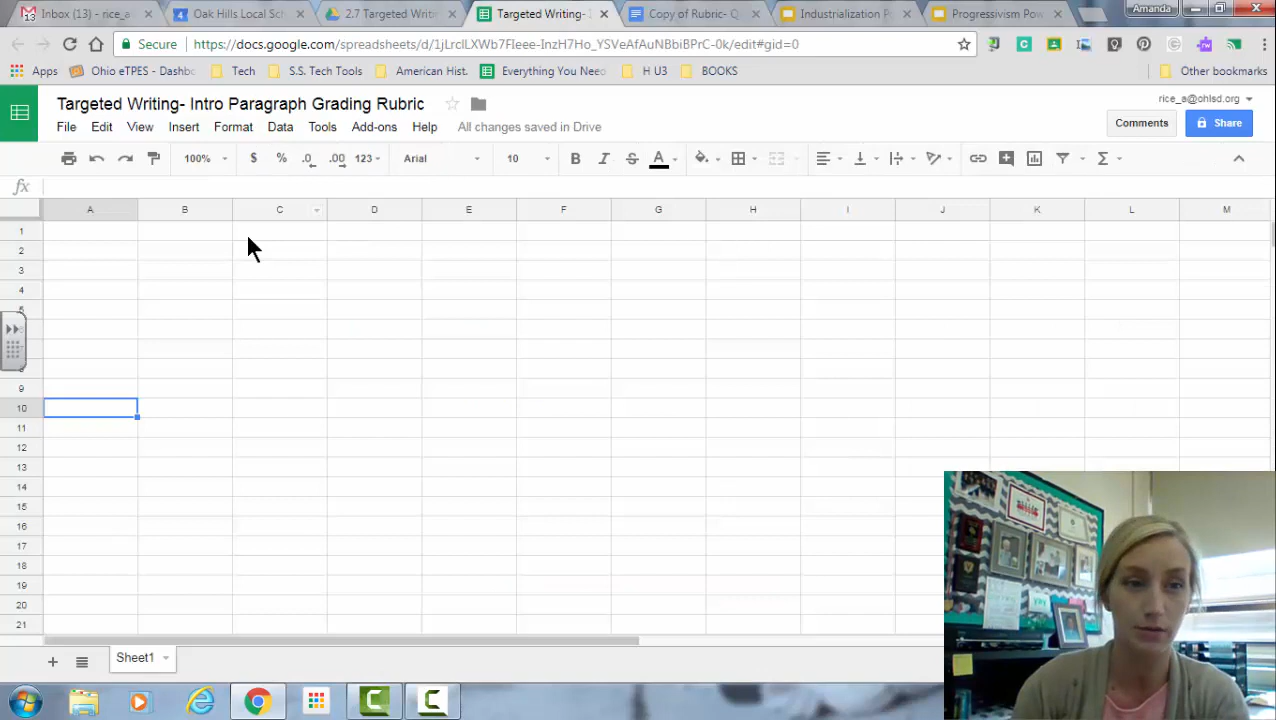 Inbox (13) - rice_a
Oak Hills Local Sc
2.7 Targeted Writi
Targeted Writing- I
Copy of Rubric- Q
Industrialization P
Progressivism Pow
Amanda
Secure
https://docs.google.com/spreadsheets/d/1jLrclLXWb7FIeee-InzH7Ho_YSVeAfAuNBbiBPrC-0k/edit#gid=0
Apps
Ohio eTPES - Dashbo
Tech
S.S. Tech Tools
American Hist
Everything You Need
H U3
BOOKS
Other bookmarks
Targeted Writing- Intro Paragraph Grading Rubric
rice_a@ohlsd.org
File Edit View Insert Format Data Tools Add-ons Help All changes saved in Drive
Comments
Share
100% $ % .0 .00 123 Arial 10 B I S A Σ
fx
A B C D E F G H I J K L M
1
2
3
4
5
9
10
11
12
13
14
15
16
17
18
19
20
21
+ Sheet1